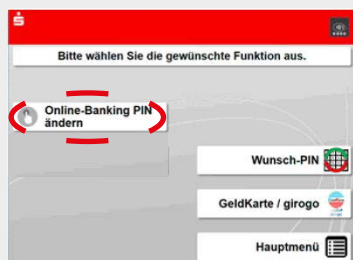 Bitte wählen Sie die gewünschte Funktion aus.
Online-Banking PIN
ändern
Wunsch-PIN
GeldKarte / girogo
Hauptmenü